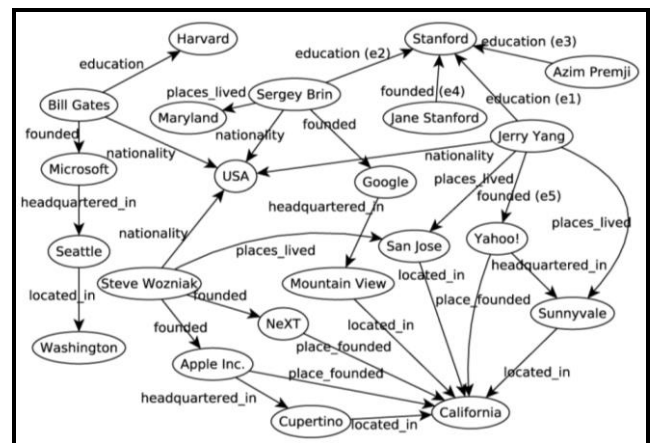 Harvard
Stanford
education (e3)
education (e2)
education
Azim Premji
places_lived
Sergey Brin
Bill Gates
founded (e4)
education (e1)
Maryland
Jane Stanford
founded
nationality
founded
Jerry Yang
nationality
nationality
Microsoft
USA
Google
places_lived
founded (e5)
headquartered_in
headquartered_in
places_lived
nationality
San Jose
Yahoo!
Seattle
places_lived
headquartered_in
located_in
Steve Wozniak
Mountain View
located_in
founded
place_founded
Sunnyvale
NeXT
located_in
founded
Washington
place_founded
Apple Inc.
place_founded
located_in
headquartered_in
California
Cupertino
located_in